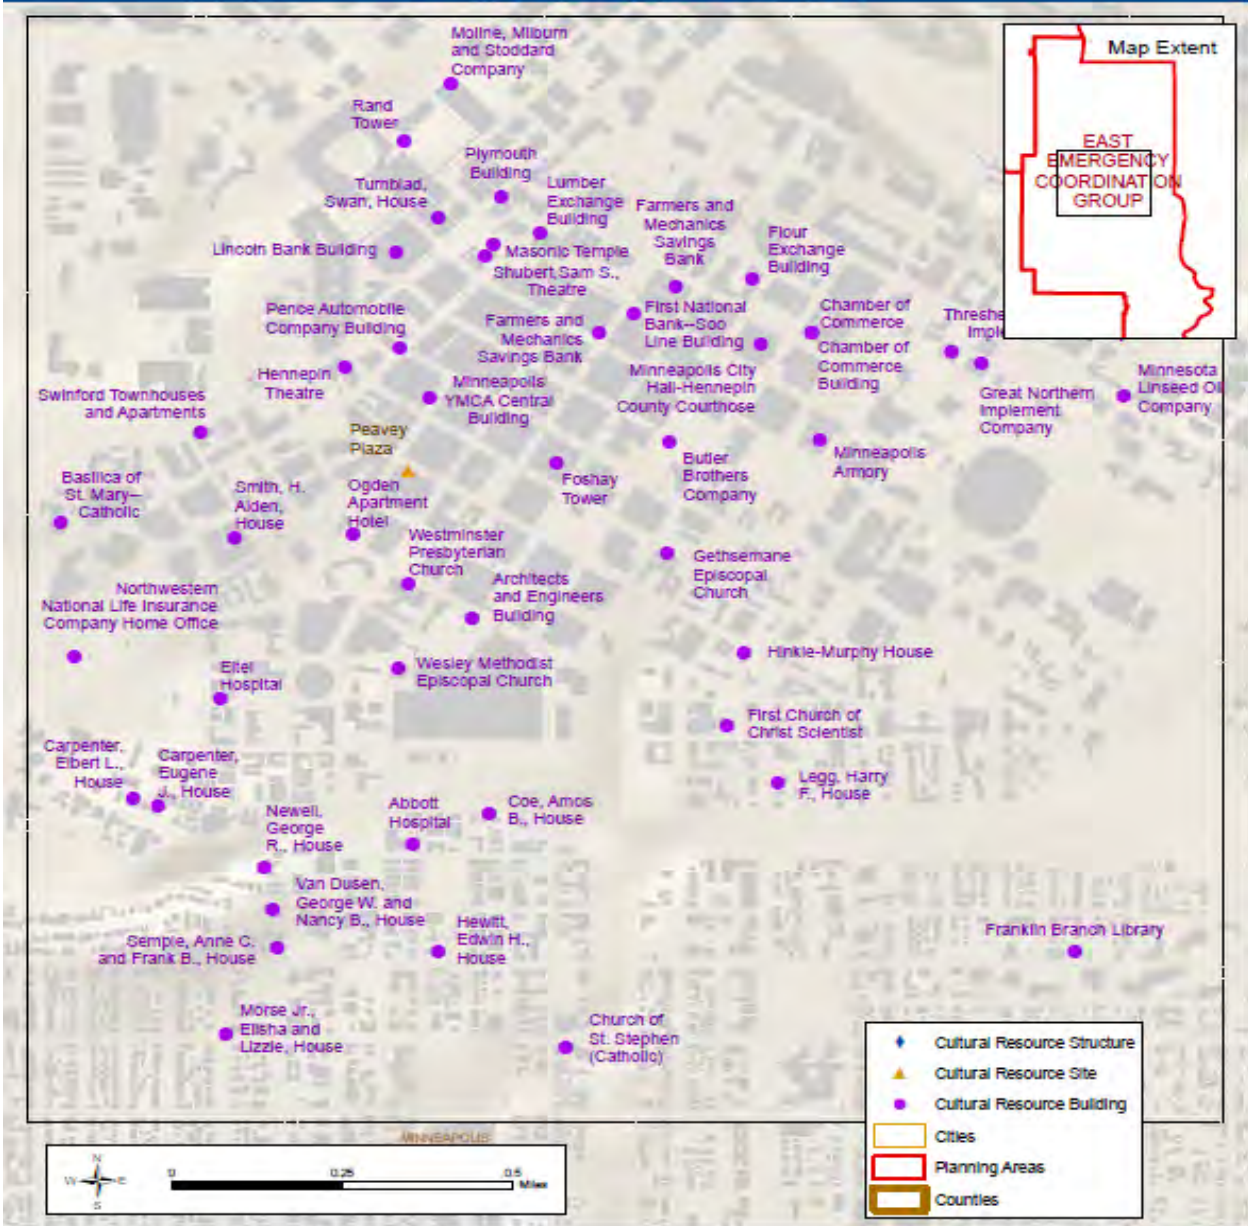 Moline, Milburn
and Stoddard
Company
Map Extent
EAST
EMERGENCY
COORDINATION
GROUP
Rand
Tower
Plymouth
Building
Turnblad,
Swan, House
Lumber
Exchange
Building
Farmers and
Mechanics
Savings
Bank
Flour
Exchange
Building
Lincoln Bank Building
Masonic Temple
Shubert,Sam S.,
Theatre
Pence Automobile
Company Building
Farmers and
Mechanics
Savings Bank
First National
Bank--Soo
Line Building
Chamber of
Commerce
Chamber of
Commerce
Building
Threshe
Imple
Hennepin
Theatre
Minneapolis
YMCA Central
Building
Minneapolis City
Hall-Hennepin
County Courthose
Great Northern
Implement
Company
Minnesota
Linseed Oil
Company
Swinford Townhouses
and Apartments
Peavey
Plaza
Foshay
Tower
Butler
Brothers
Company
Minneapolis
Armory
Basilica of
St. Mary--
Catholic
Smith, H.
Alden,
House
Ogden
Apartment
Hotel
Westminster
Presbyterian
Church
Gethsemane
Episcopal
Church
Northwestern
National Life Insurance
Company Home Office
Architects
and Engineers
Building
Eitel
Hospital
Wesley Methodist
Episcopal Church
Hinkle-Murphy House
First Church of
Christ Scientist
Carpenter,
Elbert L.,
House
Carpenter,
Eugene
J., House
Legg, Harry
F., House
Newell,
George
R., House
Abbott
Hospital
Coe, Amos
B., House
Van Dusen,
George W. and
Nancy B., House
Semple, Anne C.
and Frank B., House
Hewitt,
Edwin H.,
House
Franklin Branch Library
Morse Jr.,
Elisha and
Lizzie, House
Church of
St. Stephen
(Catholic)
Cultural Resource Structure
Cultural Resource Site
Cultural Resource Building
Cities
Planning Areas
Counties
MINNEAPOLIS
N
W E
S
0 0.25 0.5
Miles